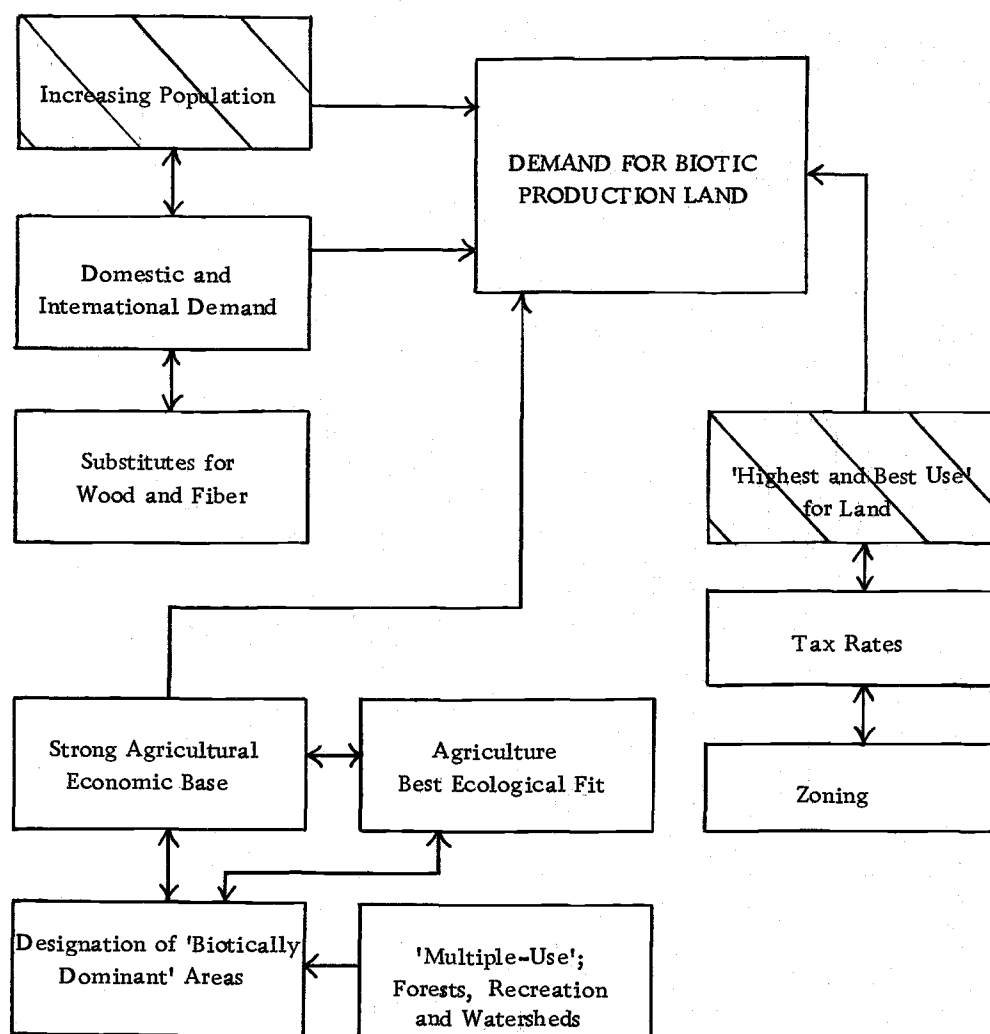 Increasing Population
DEMAND FOR BIOTIC
PRODUCTION LAND
Domestic and
International Demand
Substitutes for
Wood and Fiber
'Highest and Best Use'
for Land
Tax Rates
Strong Agricultural
Economic Base
Agriculture
Best Ecological Fit
Zoning
Designation of 'Biotically
Dominant' Areas
'Multiple-Use';
Forests, Recreation
and Watersheds